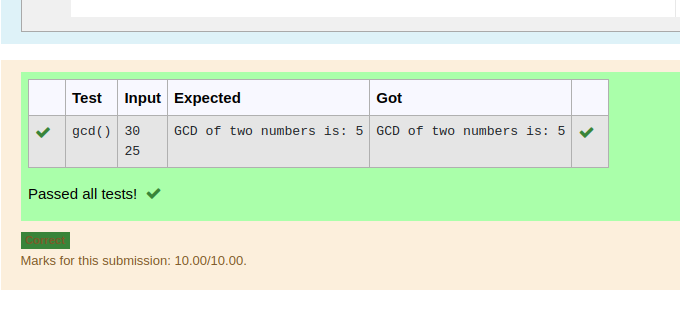 Test Input Expected Got
gcd() 30 GCD of two numbers is: 5 GCD of two numbers is: 5
25
Passed all tests!
Correct
Marks for this submission: 10.00/10.00.